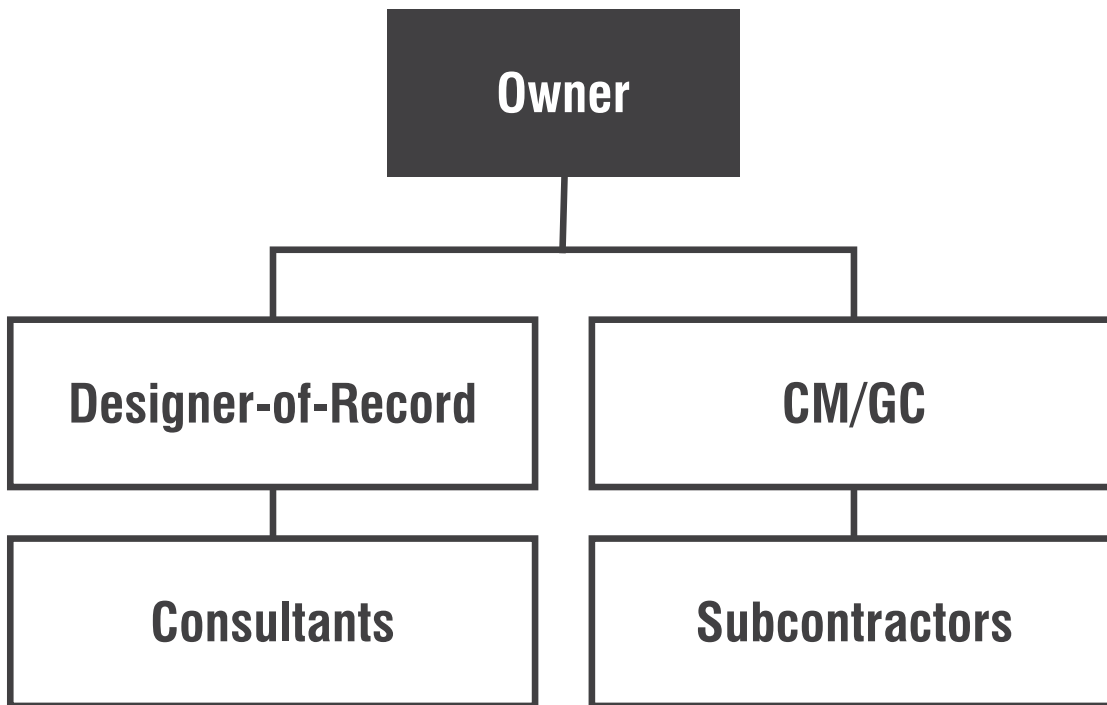 Owner
Designer-of-Record
CM/GC
Consultants
Subcontractors